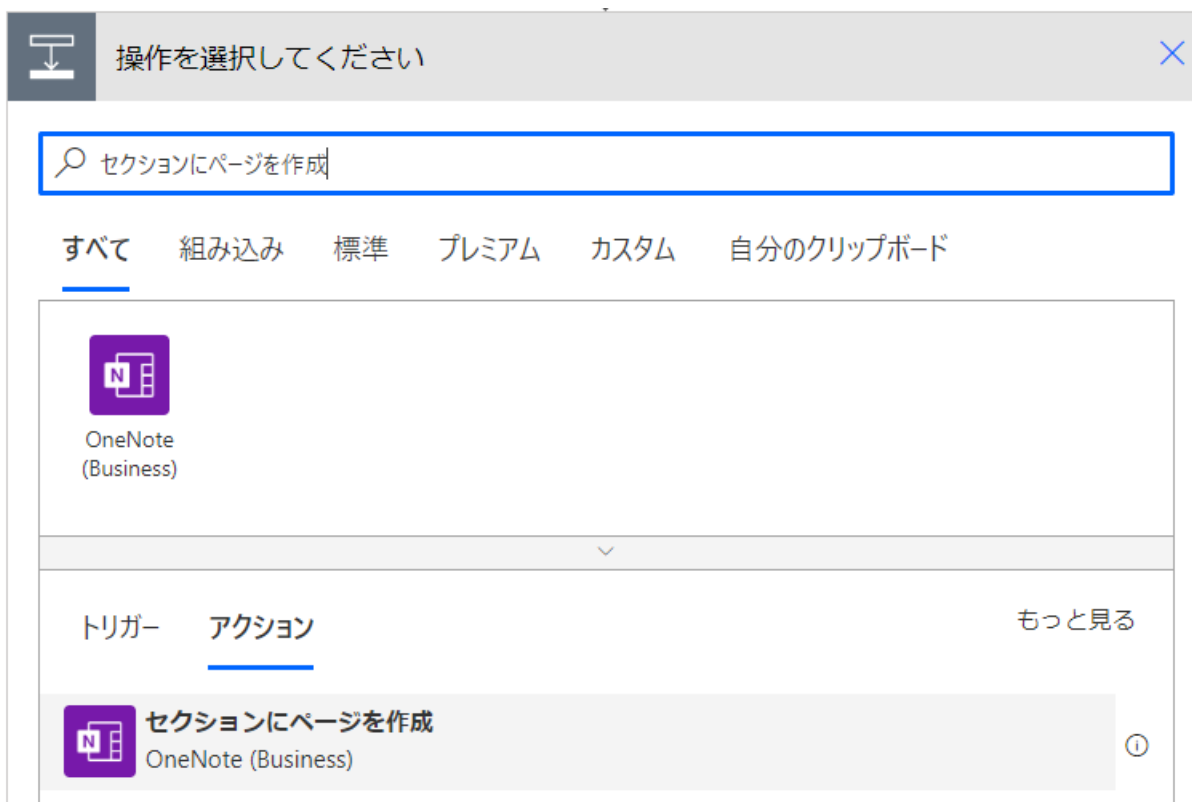 操作を選択してください
セクションにページを作成
すべて 組み込み 標準 プレミアム カスタム 自分のクリップボード
OneNote
(Business)
トリガー アクション もっと見る
セクションにページを作成
OneNote (Business)